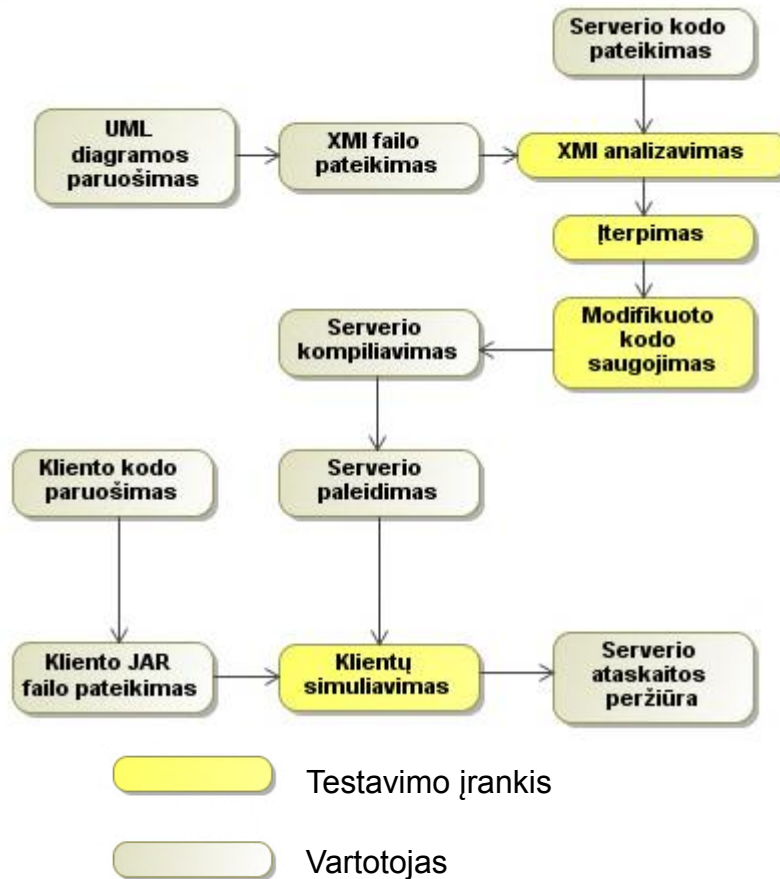 Serverio kodo
pateikimas
UML
diagramos
paruošimas
XMI failo
pateikimas
XMI analizavimas
Įterpimas
Modifikuoto
kodo
saugojimas
Serverio
kompiliavimas
Kliento kodo
paruošimas
Serverio
paleidimas
Kliento JAR
failo pateikimas
Klientų
simuliavimas
Serverio
ataskaitos
peržiūra
Testavimo įrankis
Vartotojas